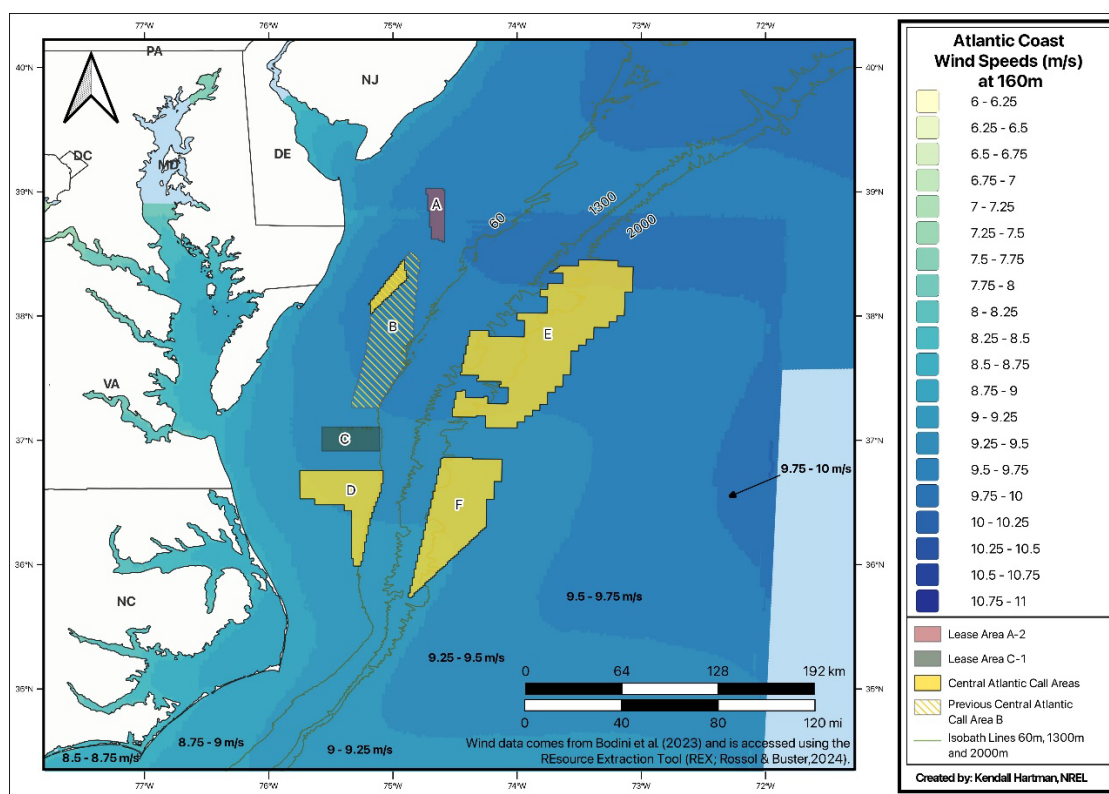 77°W 76°W 75°W 74°W 73°W 72°W
PA
40°N 40°N
NJ
DC
MD
DE
39°N 39°N
A
60
1300
2000
38°N 38°N
B
E
VA
37°N 37°N
C
9.75 - 10 m/s
D
F
36°N 36°N
NC
9.5 - 9.75 m/s
9.25 - 9.5 m/s
0 64 128 192 km
36°N 36°N
0 40 80 120 mi
8.75 - 9 m/s
9 - 9.25 m/s
8.5 - 8.75 m/s
Wind data comes from Bodini et al. (2023) and is accessed using the
REsource Extraction Tool (REX; Rossol & Buster,2024).
77°W 76°W 75°W 74°W 73°W 72°W
Atlantic Coast
Wind Speeds (m/s)
at 160m
6 - 6.25
6.25 - 6.5
6.5 - 6.75
6.75 - 7
7 - 7.25
7.25 - 7.5
7.5 - 7.75
7.75 - 8
8 - 8.25
8.25 - 8.5
8.5 - 8.75
8.75 - 9
9 - 9.25
9.25 - 9.5
9.5 - 9.75
9.75 - 10
10 - 10.25
10.25 - 10.5
10.5 - 10.75
10.75 - 11
Lease Area A-2
Lease Area C-1
Central Atlantic Call Areas
Previous Central Atlantic
Call Area B
Isobath Lines 60m, 1300m
and 2000m
Created by: Kendall Hartman, NREL